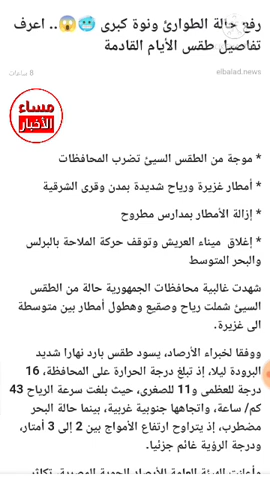 رفع حالة الطوارئ ونوة كبرى 🥶😱.. اعرف
تفاصيل طقس الأيام القادمة
elbalad.news
8 ساعات
مساء
الأخبار
* موجة من الطقس السيئ تضرب المحافظات
* أمطار غزيرة ورياح شديدة بمدن وقرى الشرقية
* إزالة الأمطار بمدارس مطروح
* إغلاق ميناء العريش وتوقف حركة الملاحة بالبرلس
والبحر المتوسط
شهدت غالبية محافظات الجمهورية حالة من الطقس
السيئ شملت رياح وصقيع وهطول أمطار بين متوسطة
الى غزيرة.
ووفقا لخبراء الأرصاد، يسود طقس بارد نهارا شديد
البرودة ليلا، إذ تبلغ درجة الحرارة على المحافظة، 16
درجة للعظمى و11 للصغرى، حيث بلغت سرعة الرياح 43
كم/ ساعة، واتجاهها جنوبية غربية، بينما حالة البحر
مضطرب، إذ يتراوح ارتفاع الأمواج بين 2 إلى 3 أمتار،
ودرجة الرؤية غائم جزئيا.